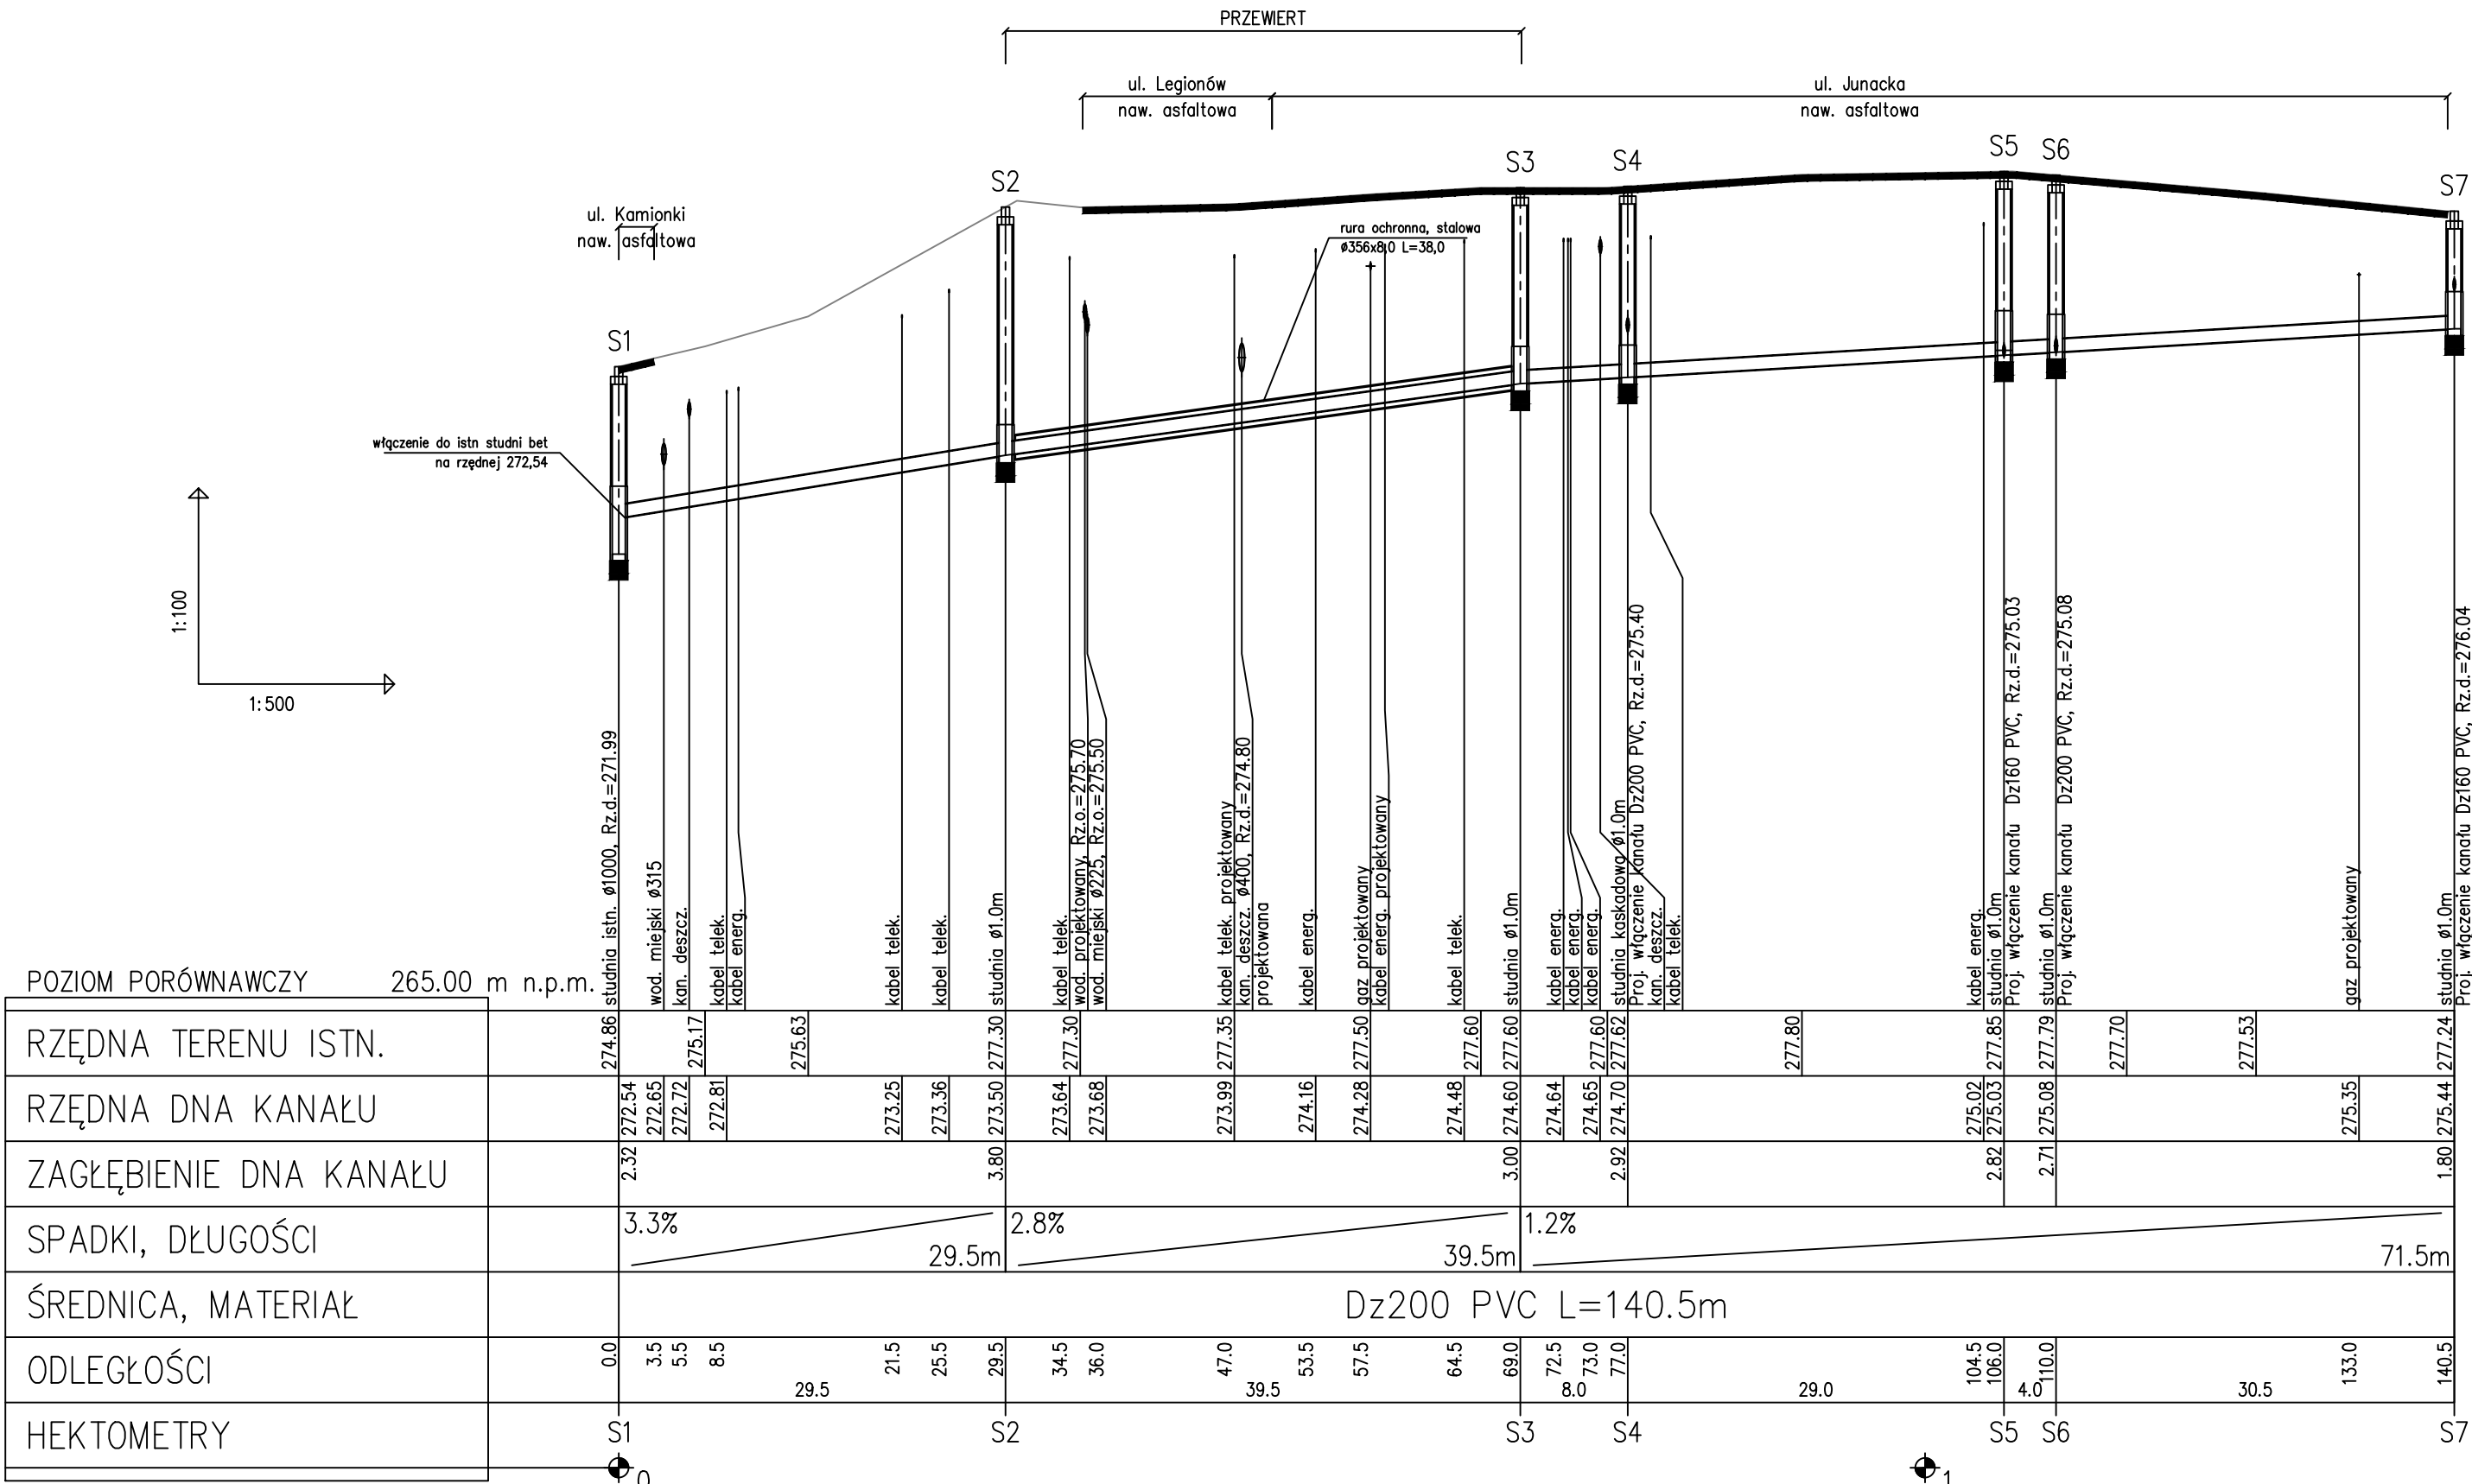 PRZEWIERT
ul. Legionów
naw. asfaltowa
ul. Junacka
naw. asfaltowa
S1
S2
S3
S4
S5
S6
S7
ul. Kamionki
naw. asfaltowa
rura ochronna, stalowa
ø356x8,0 L=38,0
włączenie do istn studni bet
na rzędnej 272,54
1:100
1:500
studnia istn. ø1000, Rz.d.=271.99
wod. miejski ø315
kan. deszcz.
kabel telek.
kabel energ.
kabel telek.
kabel telek.
studnia ø1.0m
kabel telek.
wod. projektowany, Rz.o.=275.70
wod. miejski ø225, Rz.o.=275.50
kabel telek. projektowany
kan. deszcz. ø400, Rz.d.=274.80
projektowana
kabel energ.
gaz projektowany
kabel energ. projektowany
kabel telek.
studnia ø1.0m
kabel energ.
kabel energ.
kabel energ.
studnia kaskadowa ø1.0m
Proj. włączenie kanału Dz200 PVC, Rz.d.=275.40
kan. deszcz.
kabel telek.
kabel energ.
studnia ø1.0m
Proj. włączenie kanału Dz160 PVC, Rz.d.=275.03
studnia ø1.0m
Proj. włączenie kanału Dz200 PVC, Rz.d.=275.08
gaz projektowany
studnia ø1.0m
Proj. włączenie kanału Dz160 PVC, Rz.d.=276.04
POZIOM PORÓWNAWCZY 265.00 m n.p.m.
RZĘDNA TERENU ISTN. 274.86 275.17 275.63 277.30 277.30 277.35 277.50 277.60 277.60 277.60 277.62 277.80 277.85 277.79 277.70 277.53 277.24
RZĘDNA DNA KANAŁU 272.54 272.65 272.72 272.81 273.25 273.36 273.50 273.64 273.68 273.99 274.16 274.28 274.48 274.60 274.64 274.65 274.70 275.02 275.03 275.08 275.35 275.44
ZAGŁĘBIENIE DNA KANAŁU 2.32 3.80 3.00 2.92 2.82 2.71 1.80
SPADKI, DŁUGOŚCI 3.3% 29.5m 2.8% 39.5m 1.2% 71.5m
ŚREDNICA, MATERIAŁ Dz200 PVC L=140.5m
ODLEGŁOŚCI 0.0 3.5 5.5 8.5 21.5 25.5 29.5 34.5 36.0 47.0 53.5 57.5 64.5 69.0 72.5 73.0 77.0 104.5 106.0 110.0 133.0 140.5
29.5 39.5 8.0 29.0 4.0 30.5
HEKTOMETRY S1 S2 S3 S4 S5 S6 S7
0 1